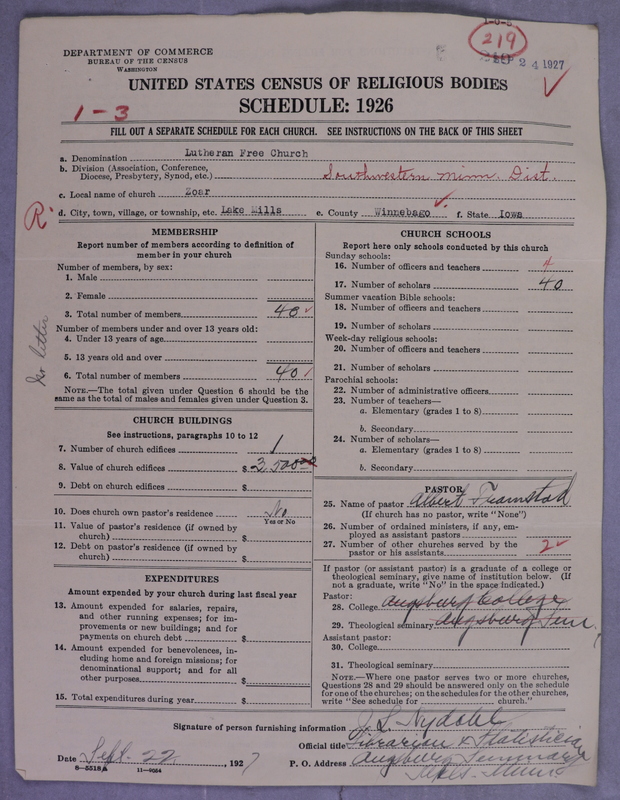 1-0-5
219
SEP 24 1927
DEPARTMENT OF COMMERCE
BUREAU OF THE CENSUS
WASHINGTON
UNITED STATES CENSUS OF RELIGIOUS BODIES
SCHEDULE: 1926
1-3
FILL OUT A SEPARATE SCHEDULE FOR EACH CHURCH. SEE INSTRUCTIONS ON THE BACK OF THIS SHEET
a. Denomination Lutheran Free Church
b. Division (Association, Conference, Diocese, Presbytery, Synod, etc.) Southwestern Minn. Dist.
c. Local name of church Zoar
R
d. City, town, village, or township, etc. Lake Mills e. County Winnebago f. State Iowa
MEMBERSHIP
Report number of members according to definition of
member in your church
Number of members, by sex:
1. Male
2. Female
3. Total number of members 40
Number of members under and over 13 years old:
4. Under 13 years of age
5. 13 years old and over
6. Total number of members 40
NOTE.—The total given under Question 6 should be the
same as the total of males and females given under Question 3.
No letter
CHURCH BUILDINGS
See instructions, paragraphs 10 to 12
7. Number of church edifices 1
8. Value of church edifices $ 3,500.00
9. Debt on church edifices $
10. Does church own pastor's residence No
Yes or No
11. Value of pastor's residence (if owned by
church) $
12. Debt on pastor's residence (if owned by
church) $
EXPENDITURES
Amount expended by your church during last fiscal year
13. Amount expended for salaries, repairs,
and other running expenses; for im-
provements or new buildings; and for
payments on church debt $
14. Amount expended for benevolences, in-
cluding home and foreign missions; for
denominational support; and for all
other purposes $
15. Total expenditures during year $
CHURCH SCHOOLS
Report here only schools conducted by this church
Sunday schools:
16. Number of officers and teachers 4
17. Number of scholars 40
Summer vacation Bible schools:
18. Number of officers and teachers
19. Number of scholars
Week-day religious schools:
20. Number of officers and teachers
21. Number of scholars
Parochial schools:
22. Number of administrative officers
23. Number of teachers—
a. Elementary (grades 1 to 8)
b. Secondary
24. Number of scholars—
a. Elementary (grades 1 to 8)
b. Secondary
PASTOR
25. Name of pastor Albert
(If church has no pastor, write "None")
26. Number of ordained ministers, if any, em-
ployed as assistant pastors
27. Number of other churches served by the
pastor or his assistants 2
If pastor (or assistant pastor) is a graduate of a college or
theological seminary, give name of institution below. (If
not a graduate, write "No" in the space indicated.)
Pastor:
28. College Augsburg College
29. Theological seminary Augsburg Sem.
Assistant pastor:
30. College
31. Theological seminary
NOTE.—Where one pastor serves two or more churches,
Questions 28 and 29 should be answered only on the schedule
for one of the churches; on the schedules for the other churches,
write "See schedule for church."
Signature of person furnishing information J. L. Nydahl
Official title Librarian & Statistician
Date Sept. 22, 1927 P. O. Address Augsburg Seminary
8—5518a 11—9064 Mpls. Minn